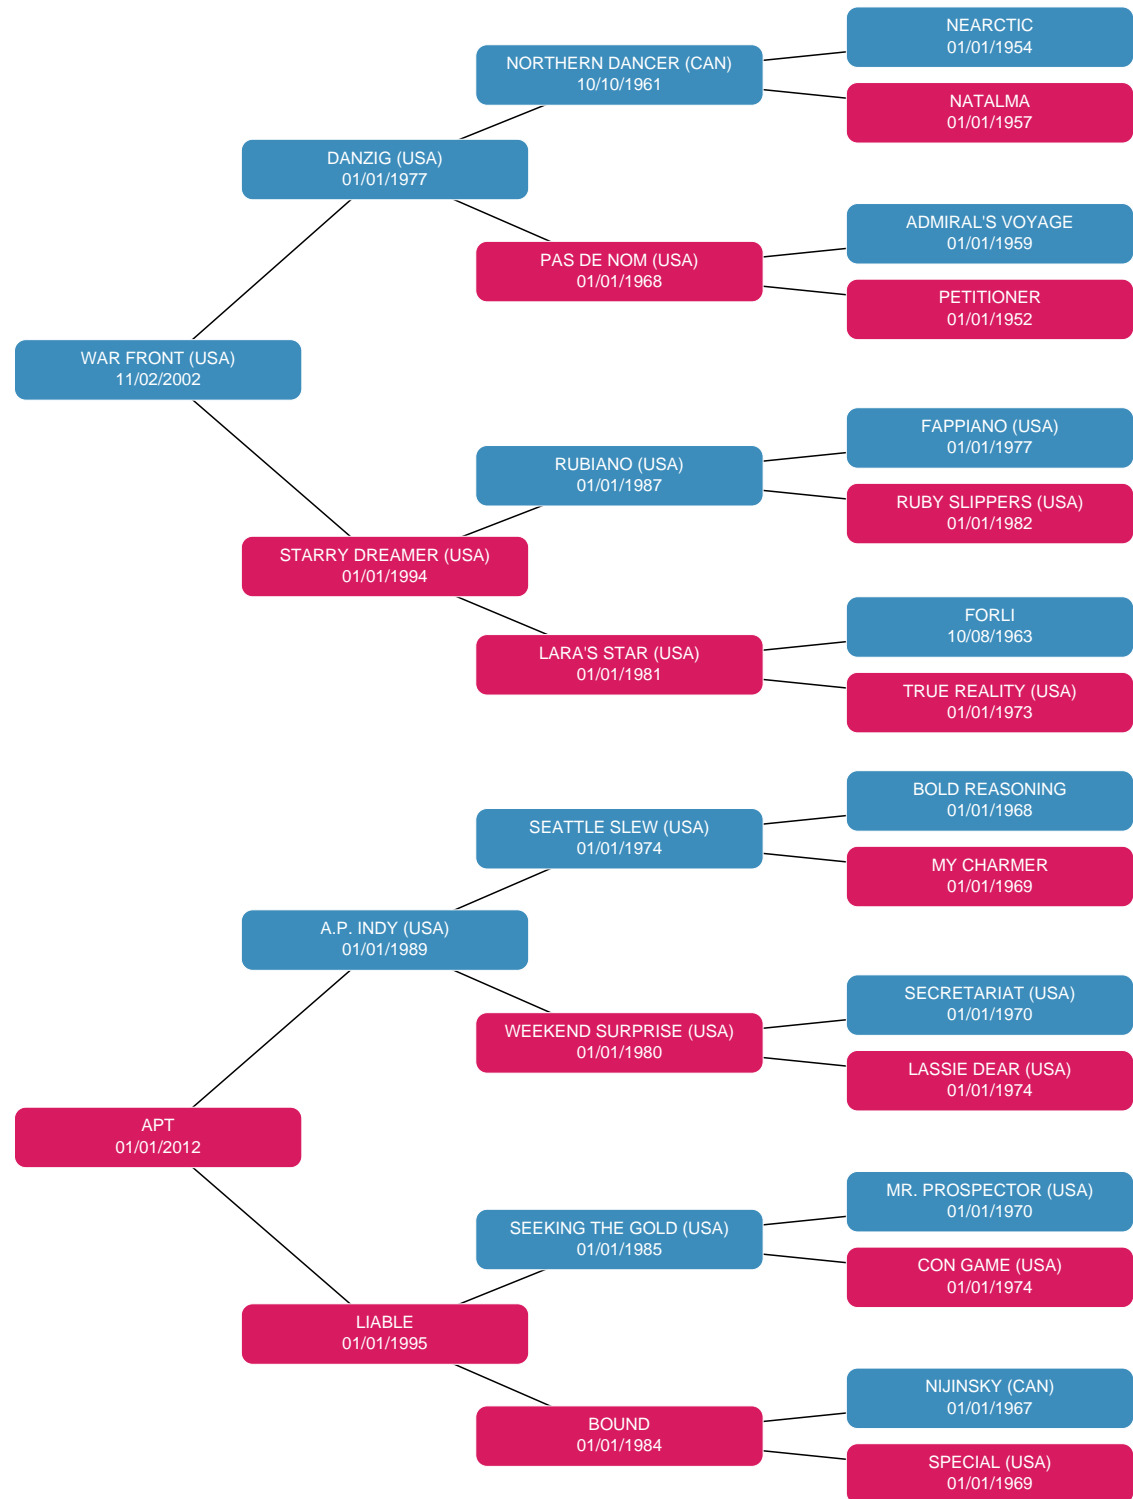 NEARCTIC
01/01/1954
NORTHERN DANCER (CAN)
10/10/1961
NATALMA
01/01/1957
DANZIG (USA)
01/01/1977
ADMIRAL'S VOYAGE
01/01/1959
PAS DE NOM (USA)
01/01/1968
PETITIONER
01/01/1952
WAR FRONT (USA)
11/02/2002
FAPPIANO (USA)
01/01/1977
RUBIANO (USA)
01/01/1987
RUBY SLIPPERS (USA)
01/01/1982
STARRY DREAMER (USA)
01/01/1994
FORLI
10/08/1963
LARA'S STAR (USA)
01/01/1981
TRUE REALITY (USA)
01/01/1973
BOLD REASONING
01/01/1968
SEATTLE SLEW (USA)
01/01/1974
MY CHARMER
01/01/1969
A.P. INDY (USA)
01/01/1989
SECRETARIAT (USA)
01/01/1970
WEEKEND SURPRISE (USA)
01/01/1980
LASSIE DEAR (USA)
01/01/1974
APT
01/01/2012
MR. PROSPECTOR (USA)
01/01/1970
SEEKING THE GOLD (USA)
01/01/1985
CON GAME (USA)
01/01/1974
LIABLE
01/01/1995
NIJINSKY (CAN)
01/01/1967
BOUND
01/01/1984
SPECIAL (USA)
01/01/1969